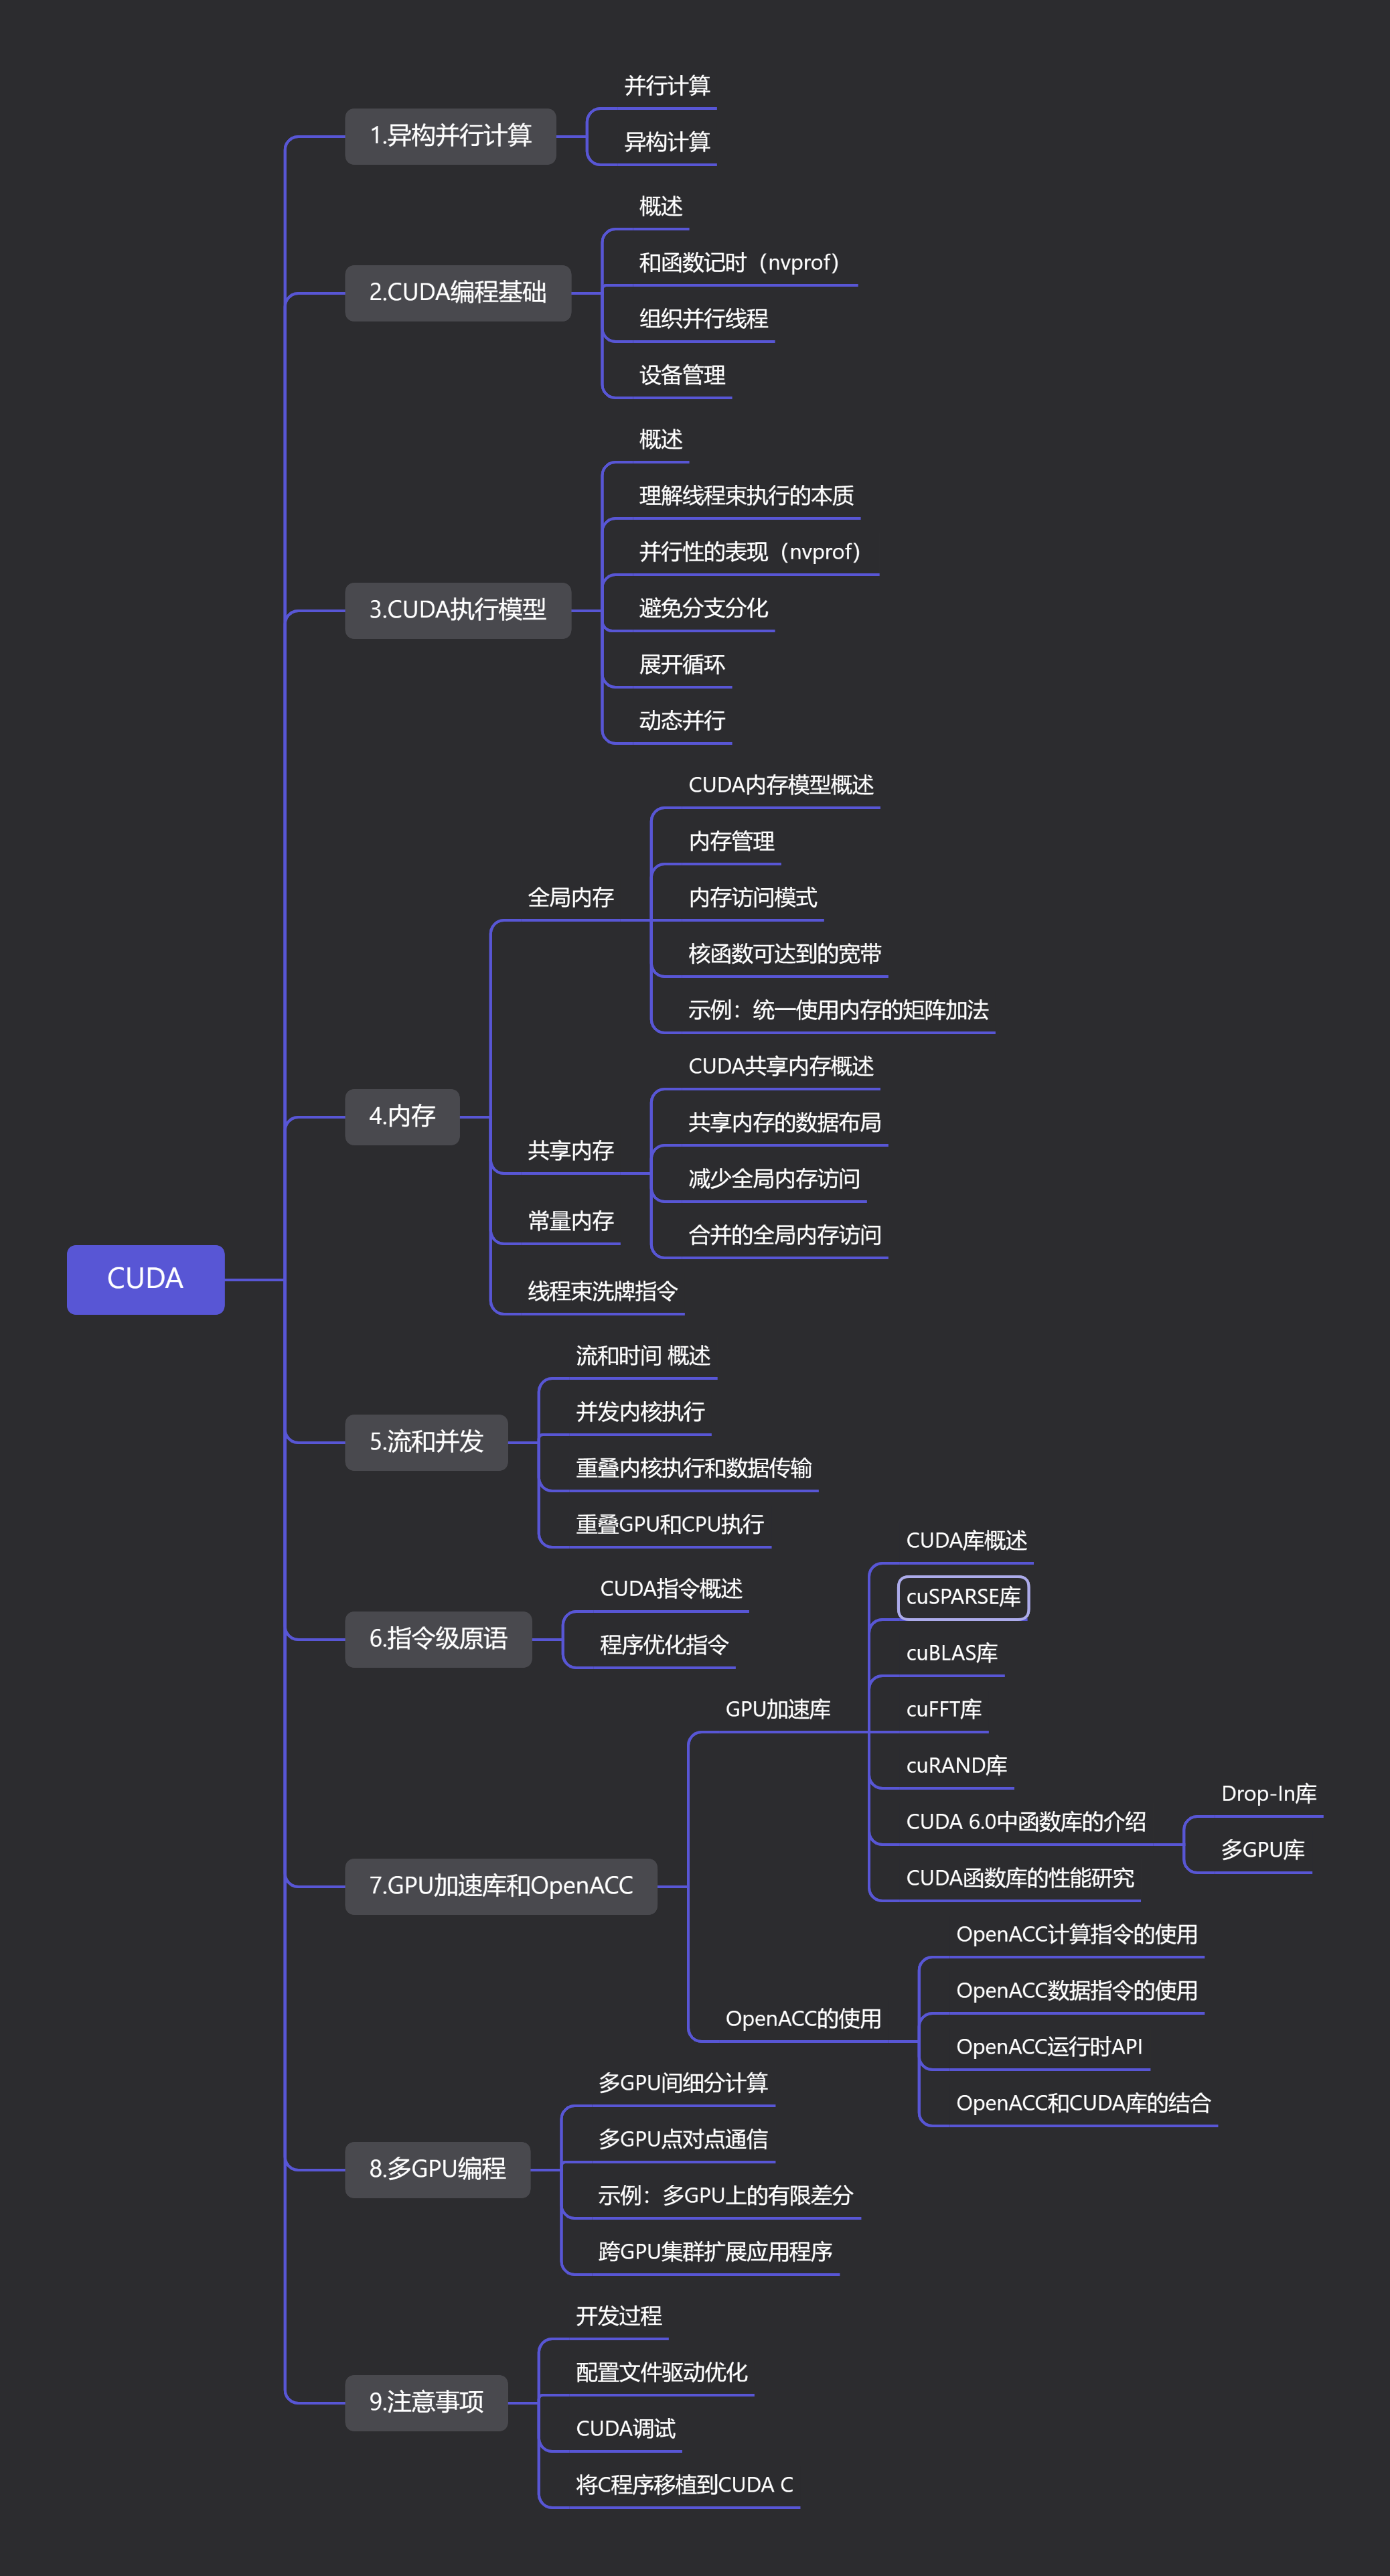 并行计算
1.异构并行计算
异构计算
概述
和函数记时（nvprof）
2.CUDA编程基础
组织并行线程
设备管理
概述
理解线程束执行的本质
并行性的表现（nvprof）
3.CUDA执行模型
避免分支分化
展开循环
动态并行
CUDA内存模型概述
内存管理
全局内存
内存访问模式
核函数可达到的宽带
示例：统一使用内存的矩阵加法
CUDA共享内存概述
4.内存
共享内存的数据布局
共享内存
减少全局内存访问
常量内存
合并的全局内存访问
CUDA
线程束洗牌指令
流和时间 概述
并发内核执行
5.流和并发
重叠内核执行和数据传输
重叠GPU和CPU执行
CUDA指令概述
6.指令级原语
程序优化指令
CUDA库概述
cuSPARSE库
cuBLAS库
GPU加速库
cuFFT库
cuRAND库
CUDA 6.0中函数库的介绍
Drop-In库
多GPU库
CUDA函数库的性能研究
7.GPU加速库和OpenACC
OpenACC计算指令的使用
OpenACC数据指令的使用
OpenACC的使用
OpenACC运行时API
OpenACC和CUDA库的结合
多GPU间细分计算
多GPU点对点通信
8.多GPU编程
示例：多GPU上的有限差分
跨GPU集群扩展应用程序
开发过程
配置文件驱动优化
9.注意事项
CUDA调试
将C程序移植到CUDA C